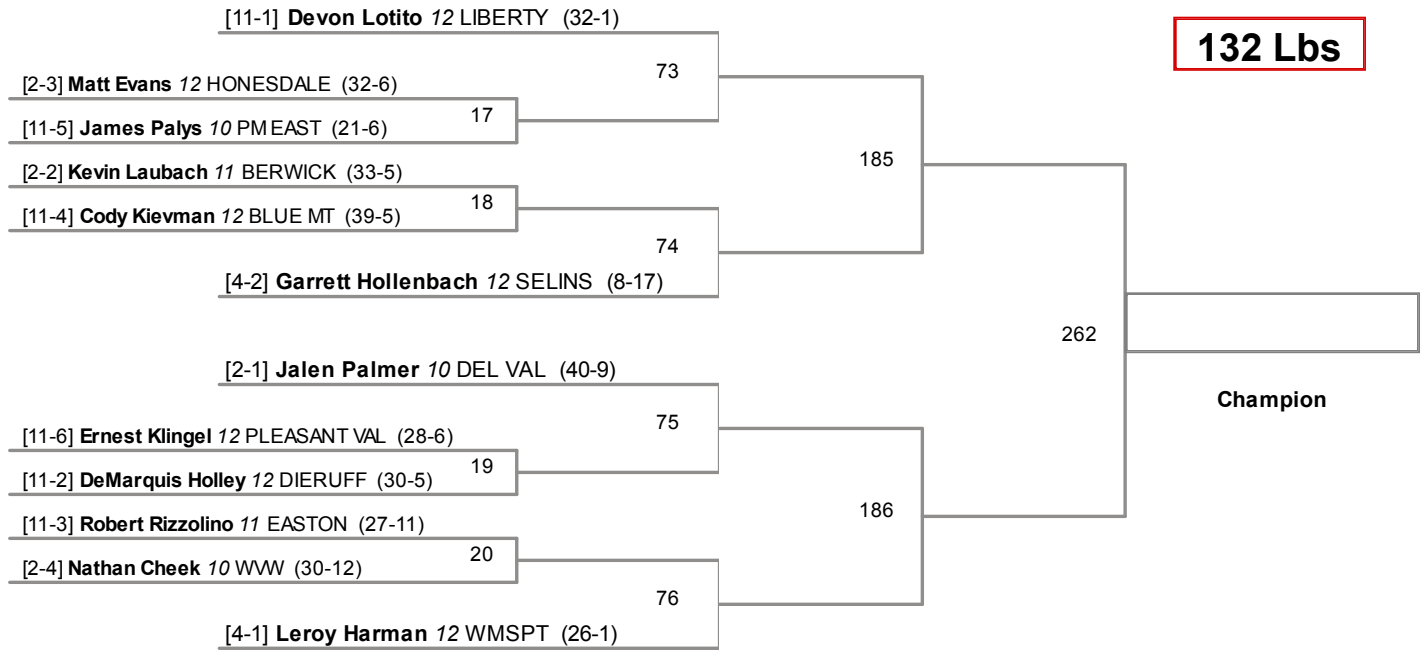 [11-1] Devon Lotito 12 LIBERTY (32-1)
132 Lbs
73
[2-3] Matt Evans 12 HONESDALE (32-6)
17
[11-5] James Palys 10 PM EAST (21-6)
185
[2-2] Kevin Laubach 11 BERWICK (33-5)
18
[11-4] Cody Kievman 12 BLUE MT (39-5)
74
[4-2] Garrett Hollenbach 12 SELINS (8-17)
262
[2-1] Jalen Palmer 10 DEL VAL (40-9)
Champion
75
[11-6] Ernest Klingel 12 PLEASANT VAL (28-6)
19
[11-2] DeMarquis Holley 12 DIERUFF (30-5)
186
[11-3] Robert Rizzolino 11 EASTON (27-11)
20
[2-4] Nathan Cheek 10 WVW (30-12)
76
[4-1] Leroy Harman 12 WMSPT (26-1)